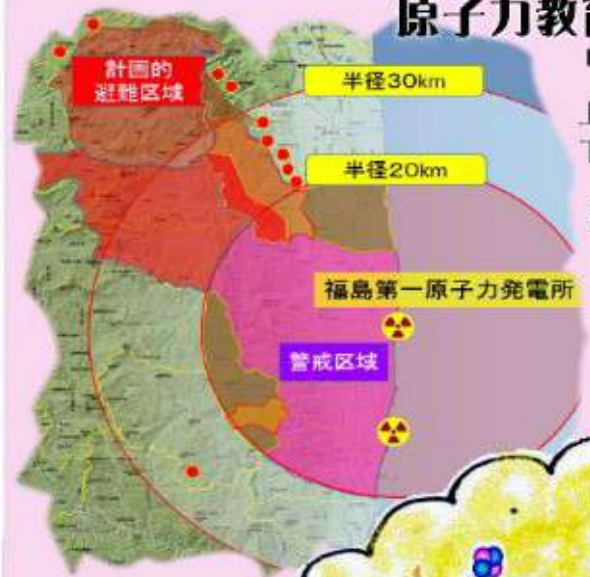 原子力教
計画的
避難区域
半径30km
半径20km
福島第一原子力発電所
警戒区域